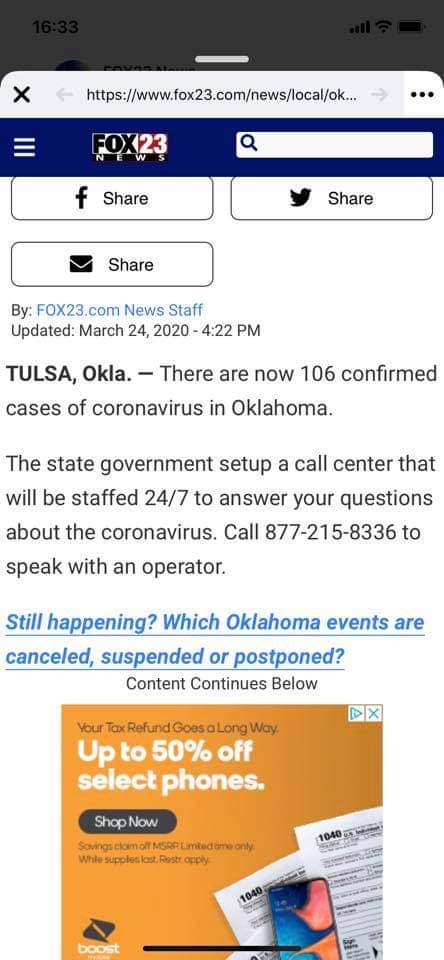 16:33
https://www.fox23.com/news/local/ok...
FOX23
NEWS
Share
Share
Share
By: FOX23.com News Staff
Updated: March 24, 2020 - 4:22 PM
TULSA, Okla. — There are now 106 confirmed
cases of coronavirus in Oklahoma.
The state government setup a call center that
will be staffed 24/7 to answer your questions
about the coronavirus. Call 877-215-8336 to
speak with an operator.
Still happening? Which Oklahoma events are
canceled, suspended or postponed?
Content Continues Below
Your Tax Refund Goes a Long Way.
Up to 50% off
select phones.
Shop Now
Savings claim off MSRP. Limited time only.
While supplies last. Restr. apply.
1040
1040
boost
mobile